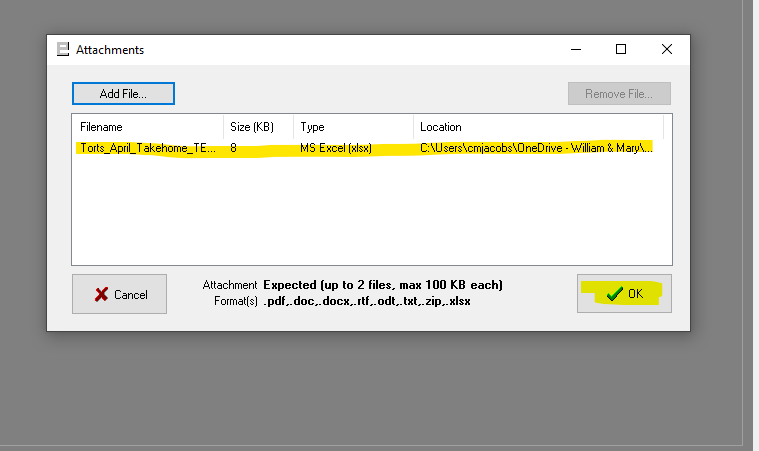 Attachments
Add File...
Remove File...
Filename Size (KB) Type Location
Torts_April_Takehome_TE... 8 MS Excel (xlsx) C:\Users\cmjacobs\OneDrive - William & Mary\...
Cancel
Attachment Expected (up to 2 files, max 100 KB each)
Format(s) .pdf,.doc,.docx,.rtf,.odt,.txt,.zip,.xlsx
OK